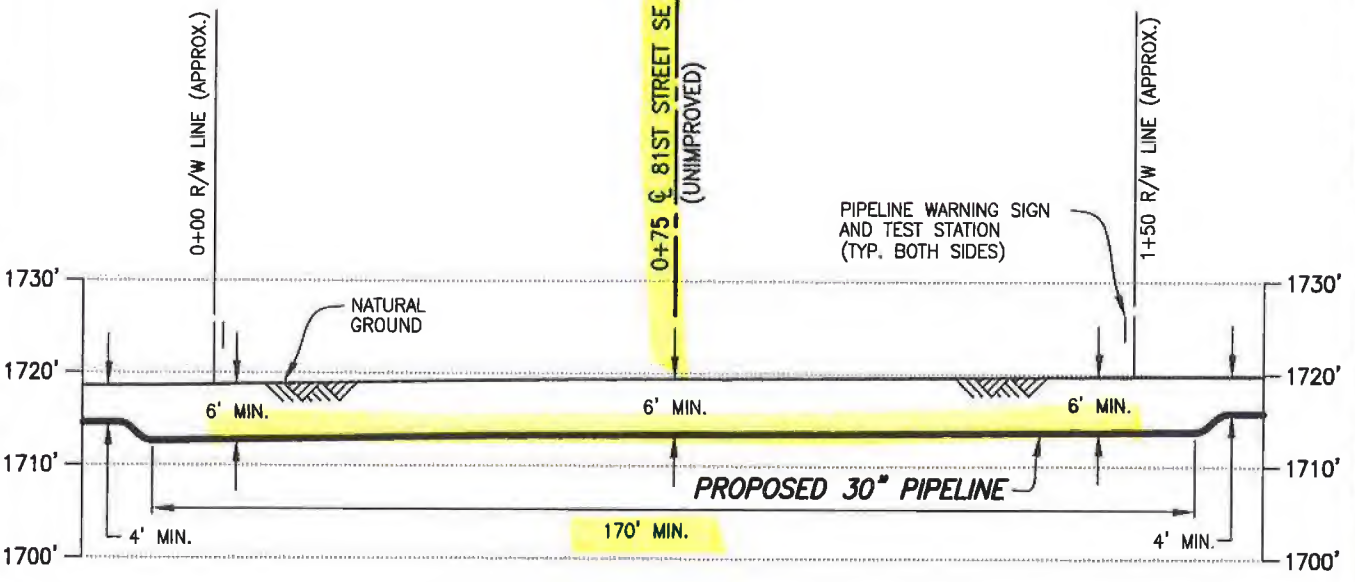 0+00 R/W LINE (APPROX.)
0+75 ℄ 81ST STREET SE
(UNIMPROVED)
1+50 R/W LINE (APPROX.)
PIPELINE WARNING SIGN
AND TEST STATION
(TYP. BOTH SIDES)
1730'
1730'
NATURAL
GROUND
1720'
1720'
6' MIN.
6' MIN.
6' MIN.
1710'
1710'
PROPOSED 30" PIPELINE
4' MIN.
170' MIN.
4' MIN.
1700'
1700'